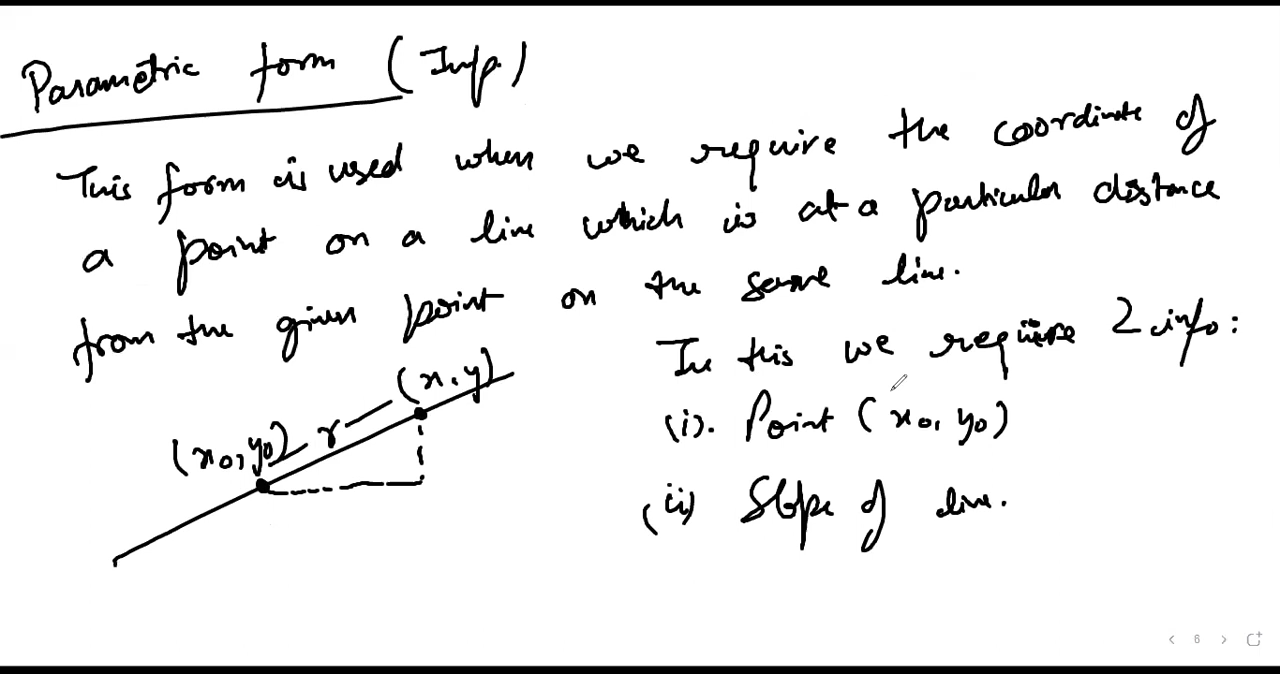 Parametric form (Imp.)
This form is used when we require the coordinate of
a point on a line which is at a particular distance
from the given point on the same line.
In this we require 2 info:
(x, y)
(x0, y0) r
(i). Point (x0, y0)
(ii) Slope of line.
6